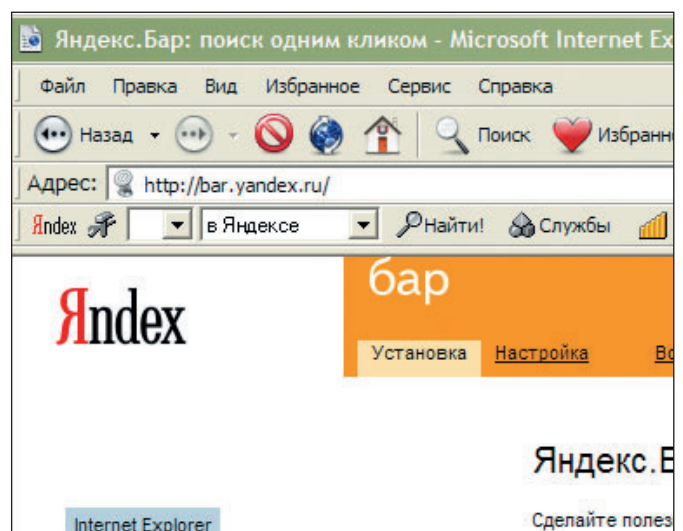 Яндекс.Бар: поиск одним кликом - Microsoft Internet Ex
Файл Правка Вид Избранное Сервис Справка
Назад Поиск Избранн
Адрес: http://bar.yandex.ru/
Яndex в Яндексе Найти! Службы
Яndex
бар
Установка Настройка Во
Яндекс.Б
Сделайте полез
Internet Explorer